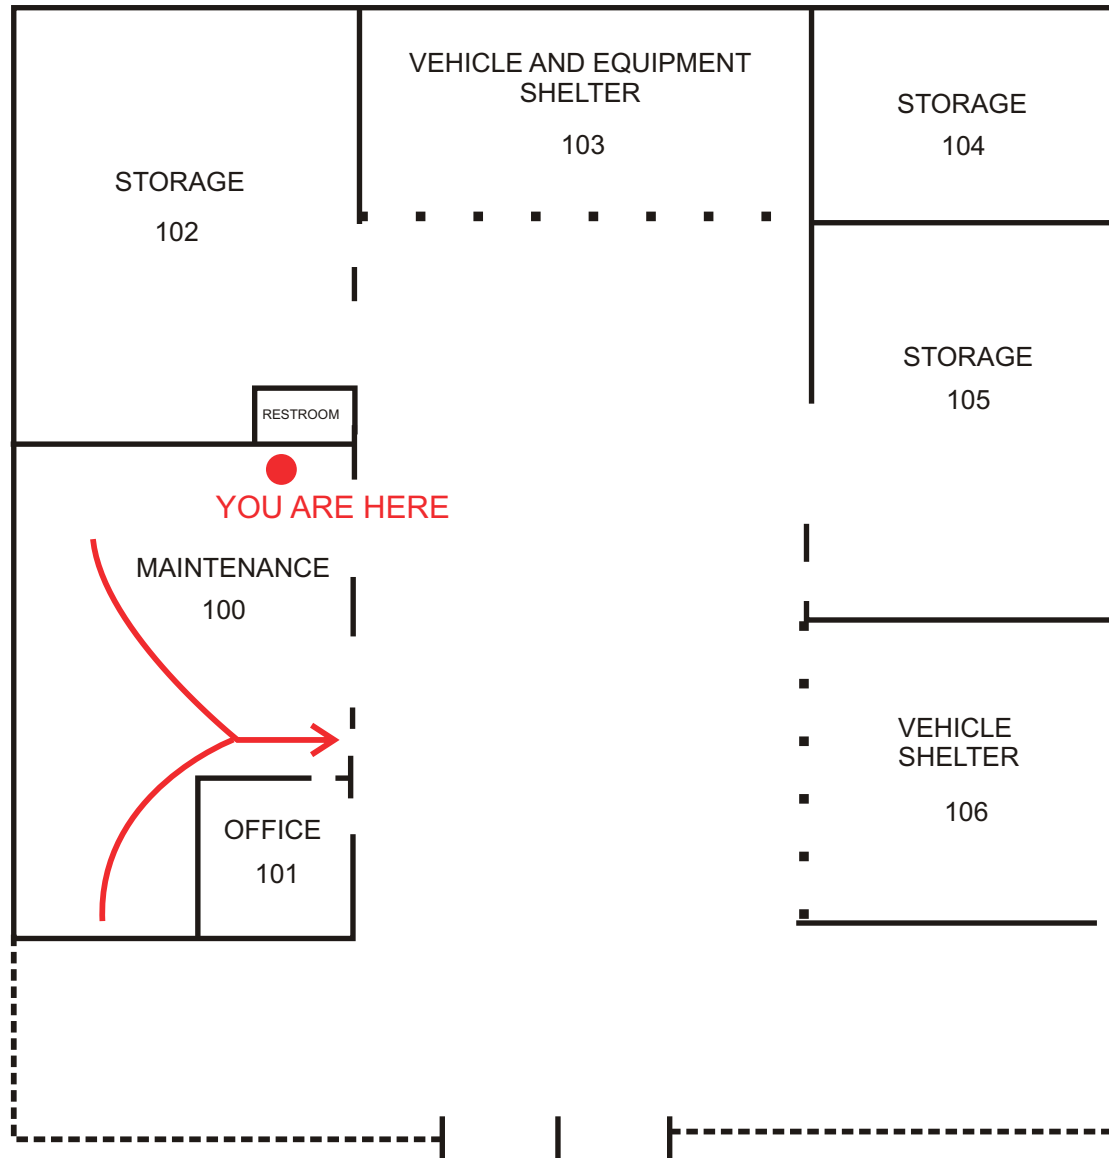 VEHICLE AND EQUIPMENT
SHELTER
103
STORAGE
104
STORAGE
102
STORAGE
105
RESTROOM
YOU ARE HERE
MAINTENANCE
100
VEHICLE
SHELTER
106
OFFICE
101